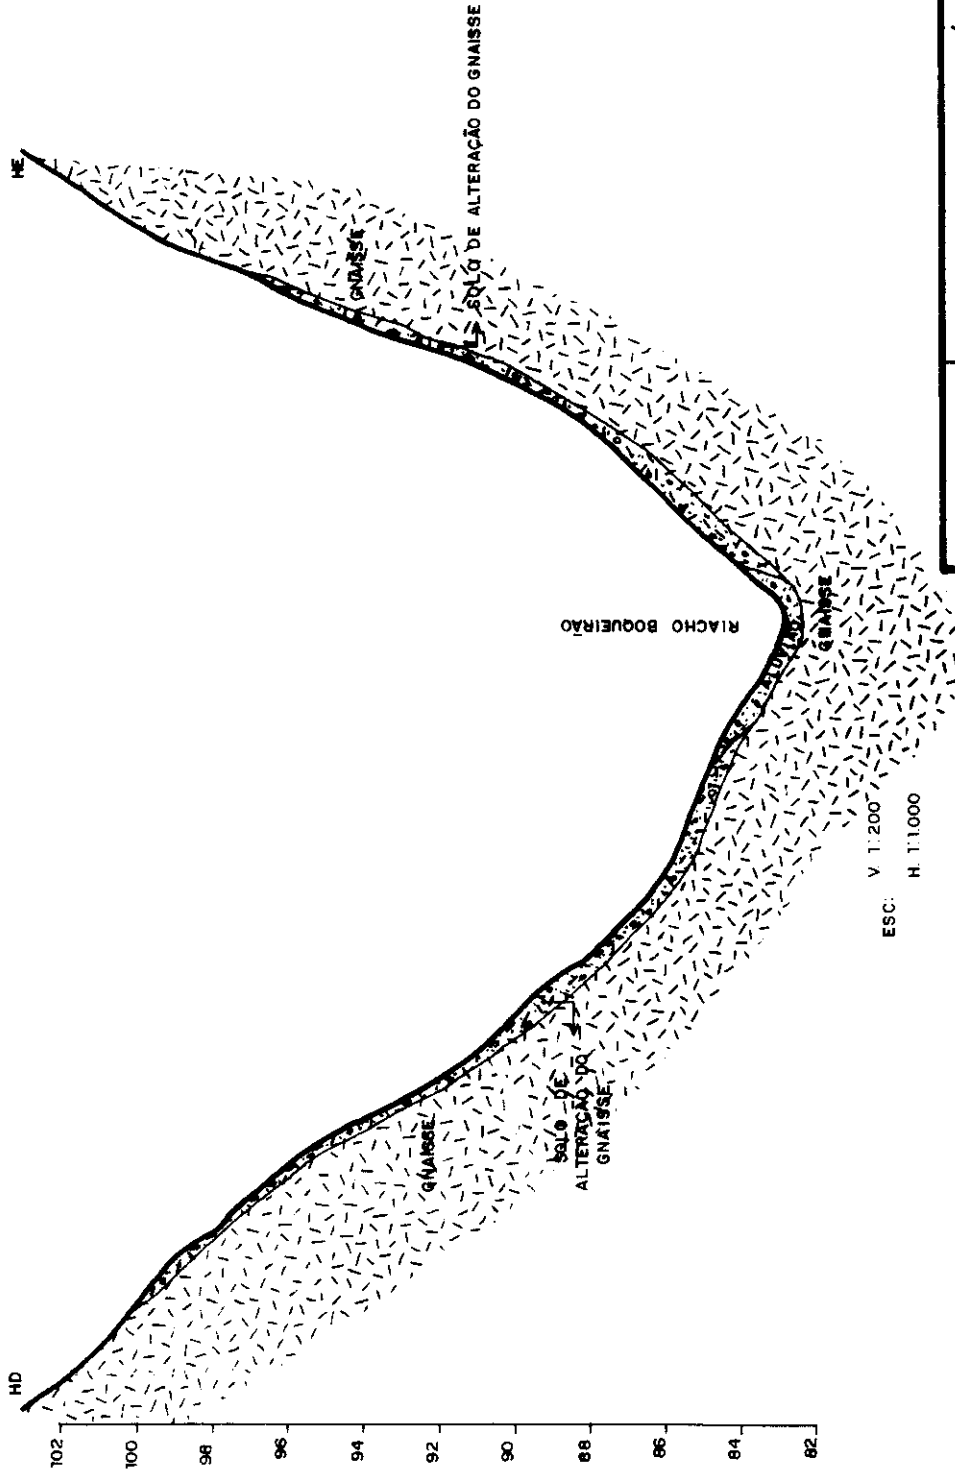 HD
HE
102
100
98
96
94
92
90
88
86
84
82
GNAISSE
SOLO DE
ALTERAÇÃO DO
GNAISSE
RIACHO BOQUEIRÃO
ALUVIÃO
GNAISSE
GNAISSE
SOLO DE ALTERAÇÃO DO GNAISSE
ESC:
V. 1:200
H. 1:1.000